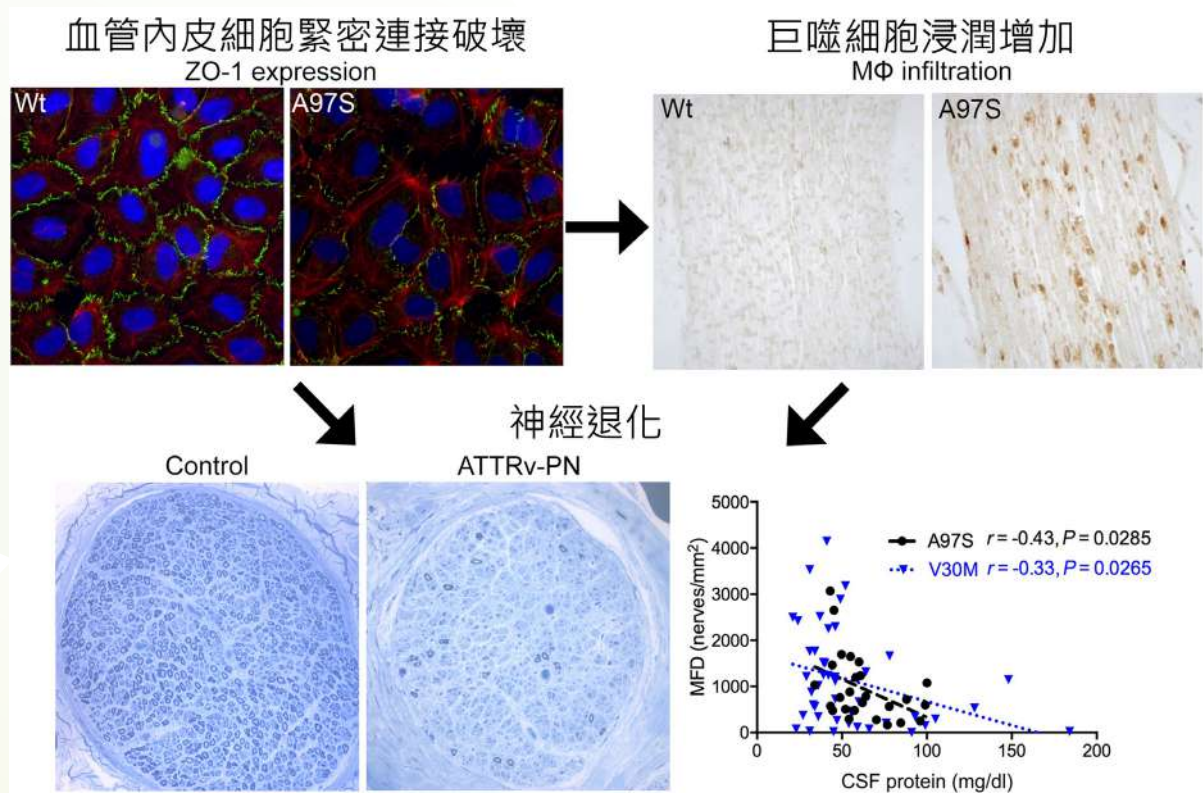 血管內皮細胞緊密連接破壞
ZO-1 expression
Wt
A97S
巨噬細胞浸潤增加
MΦ infiltration
Wt
A97S
神經退化
Control
ATTRv-PN
A97S r = -0.43, P = 0.0285
V30M r = -0.33, P = 0.0265
MFD (nerves/mm²)
5000
4000
3000
2000
1000
0
0 50 100 150 200
CSF protein (mg/dl)